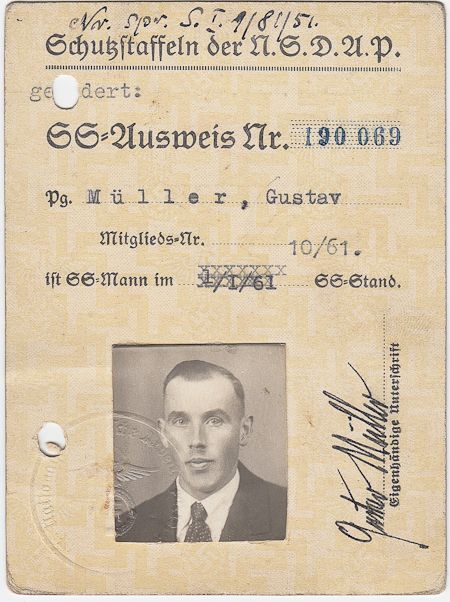 Nr. Spr. S. I. 9/81/51.
Schutzstaffeln der N.S.D.A.P.
geändert:
SS-Ausweis Nr. 190 069
Pg. Müller, Gustav
Mitglieds-Nr. 10/61.
ist SS-Mann im 1/I/61 SS-Stand.
Gustav Müller
Eigenhändige Unterschrift